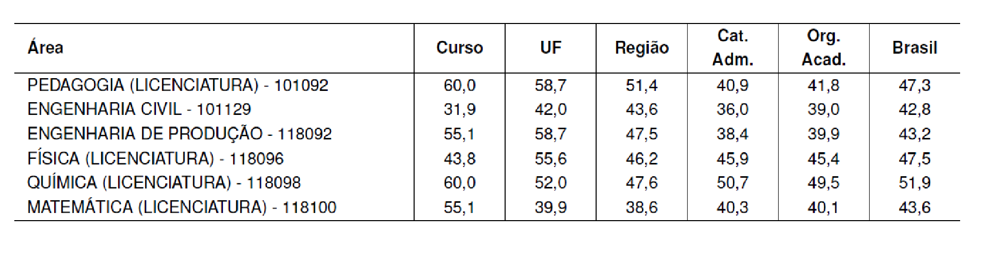 Área Curso UF Região Cat. Adm. Org. Acad. Brasil
PEDAGOGIA (LICENCIATURA) - 101092 60,0 58,7 51,4 40,9 41,8 47,3
ENGENHARIA CIVIL - 101129 31,9 42,0 43,6 36,0 39,0 42,8
ENGENHARIA DE PRODUÇÃO - 118092 55,1 58,7 47,5 38,4 39,9 43,2
FÍSICA (LICENCIATURA) - 118096 43,8 55,6 46,2 45,9 45,4 47,5
QUÍMICA (LICENCIATURA) - 118098 60,0 52,0 47,6 50,7 49,5 51,9
MATEMÁTICA (LICENCIATURA) - 118100 55,1 39,9 38,6 40,3 40,1 43,6